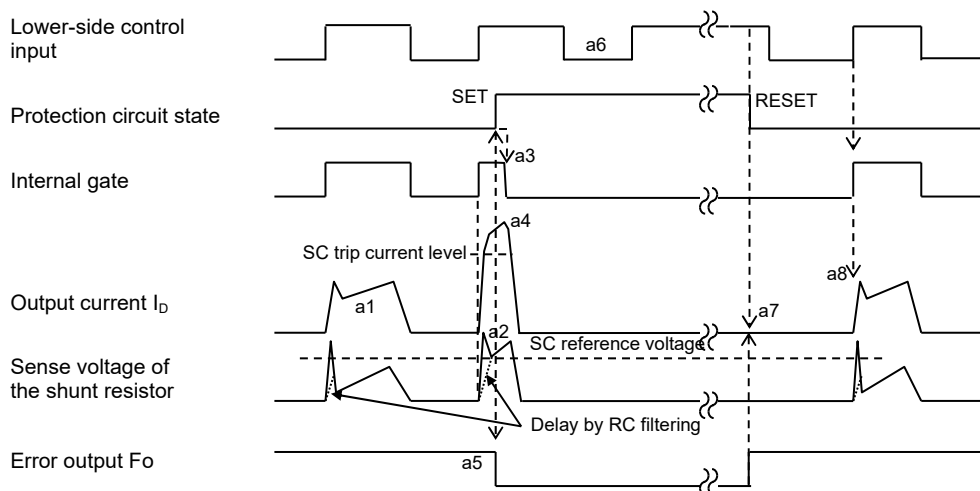 Lower-side control
input
a6
Protection circuit state
SET
RESET
a3
Internal gate
a4
SC trip current level
a8
Output current ID
a1
a7
a2
SC reference voltage
Sense voltage of
the shunt resistor
Delay by RC filtering
Error output Fo
a5